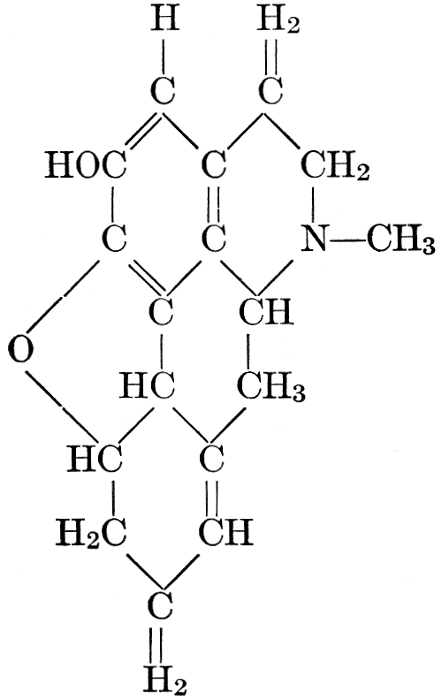 H H₂
C C
HOC C CH₂
C C N—CH₃
C CH
O
HC CH₃
HC C
H₂C CH
C
H₂